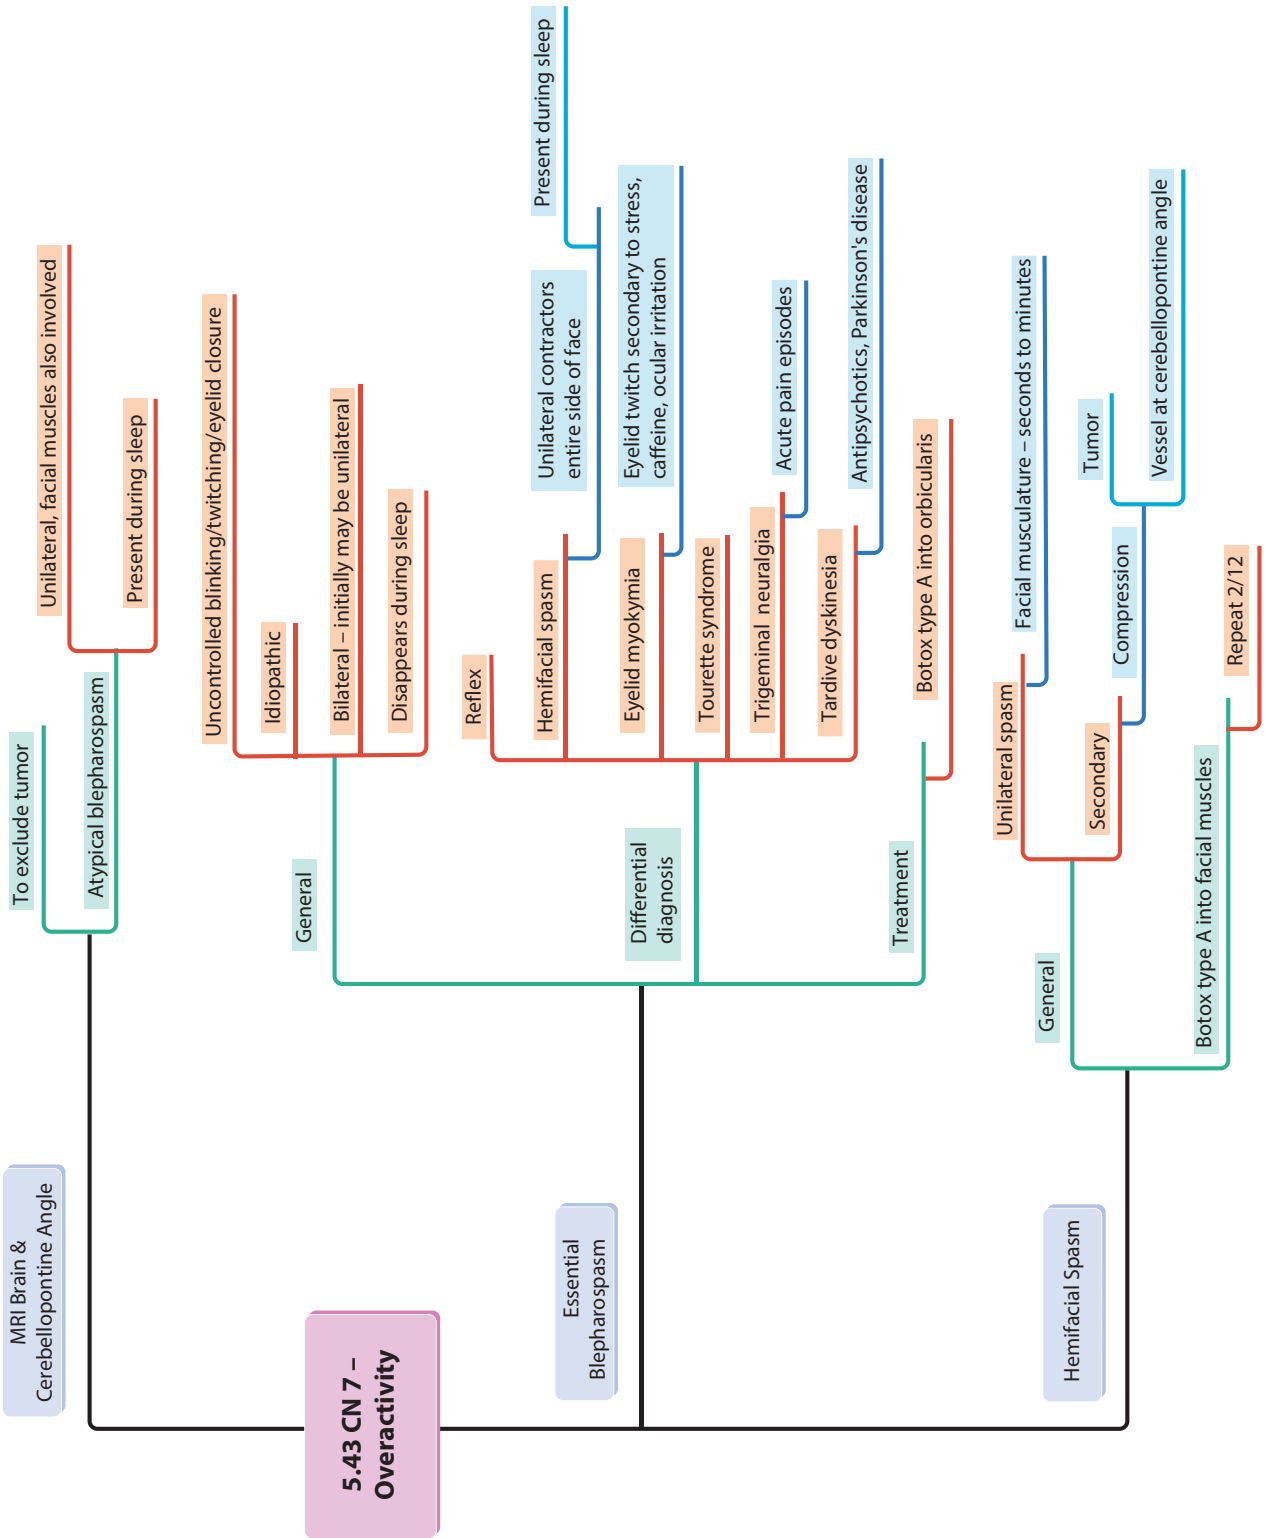 5.43 CN 7 –
Overactivity
MRI Brain &
Cerebellopontine Angle
To exclude tumor
Atypical blepharospasm
Unilateral, facial muscles also involved
Present during sleep
Essential
Blepharospasm
General
Uncontrolled blinking/twitching/eyelid closure
Idiopathic
Bilateral – initially may be unilateral
Disappears during sleep
Differential
diagnosis
Reflex
Hemifacial spasm
Unilateral contractors
entire side of face
Present during sleep
Eyelid myokymia
Eyelid twitch secondary to stress,
caffeine, ocular irritation
Tourette syndrome
Trigeminal neuralgia
Acute pain episodes
Tardive dyskinesia
Antipsychotics, Parkinson's disease
Treatment
Botox type A into orbicularis
Hemifacial Spasm
General
Unilateral spasm
Facial musculature – seconds to minutes
Secondary
Compression
Tumor
Vessel at cerebellopontine angle
Botox type A into facial muscles
Repeat 2/12